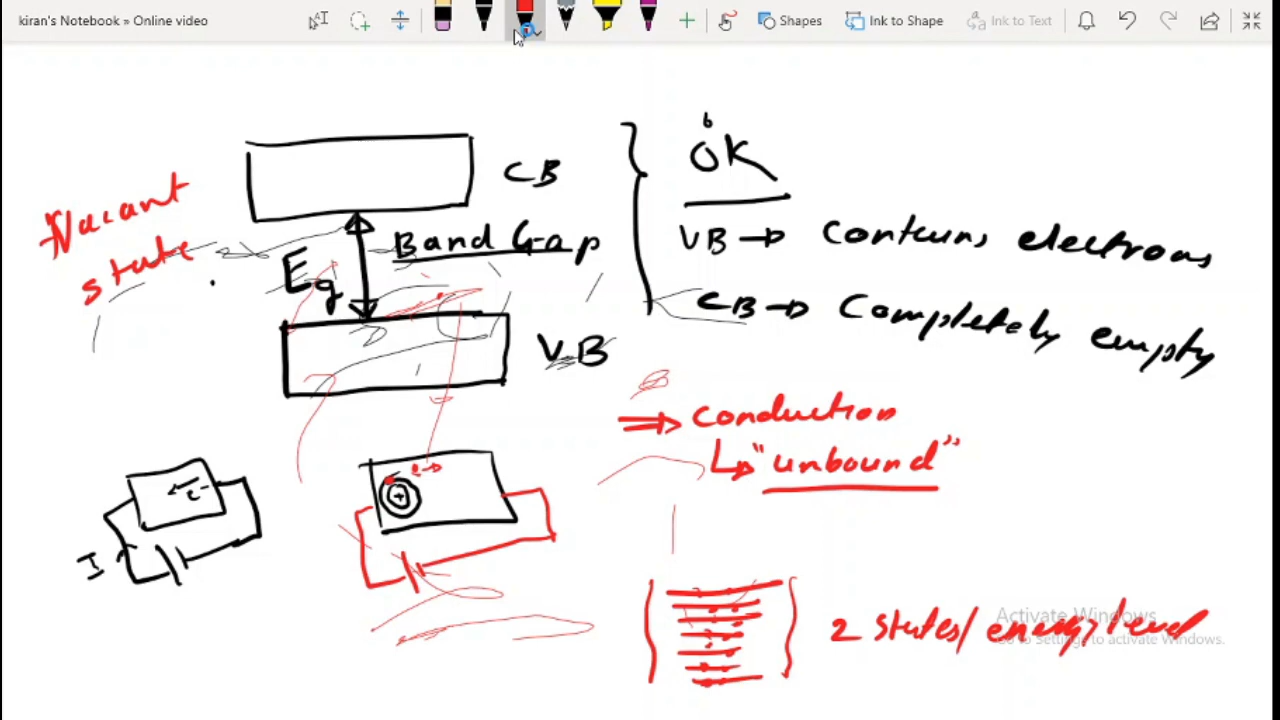 kiran's Notebook » Online video
Shapes
Ink to Shape
Ink to Text
CB
0°K
Vacant
state
Band Gap
Eg
VB → Contains electrons
CB → Completely empty
VB
⇒ conduction
↳ "unbound"
e →
← e-
+
I
2 states/energy level
Activate Windows
Go to Settings to activate Windows.